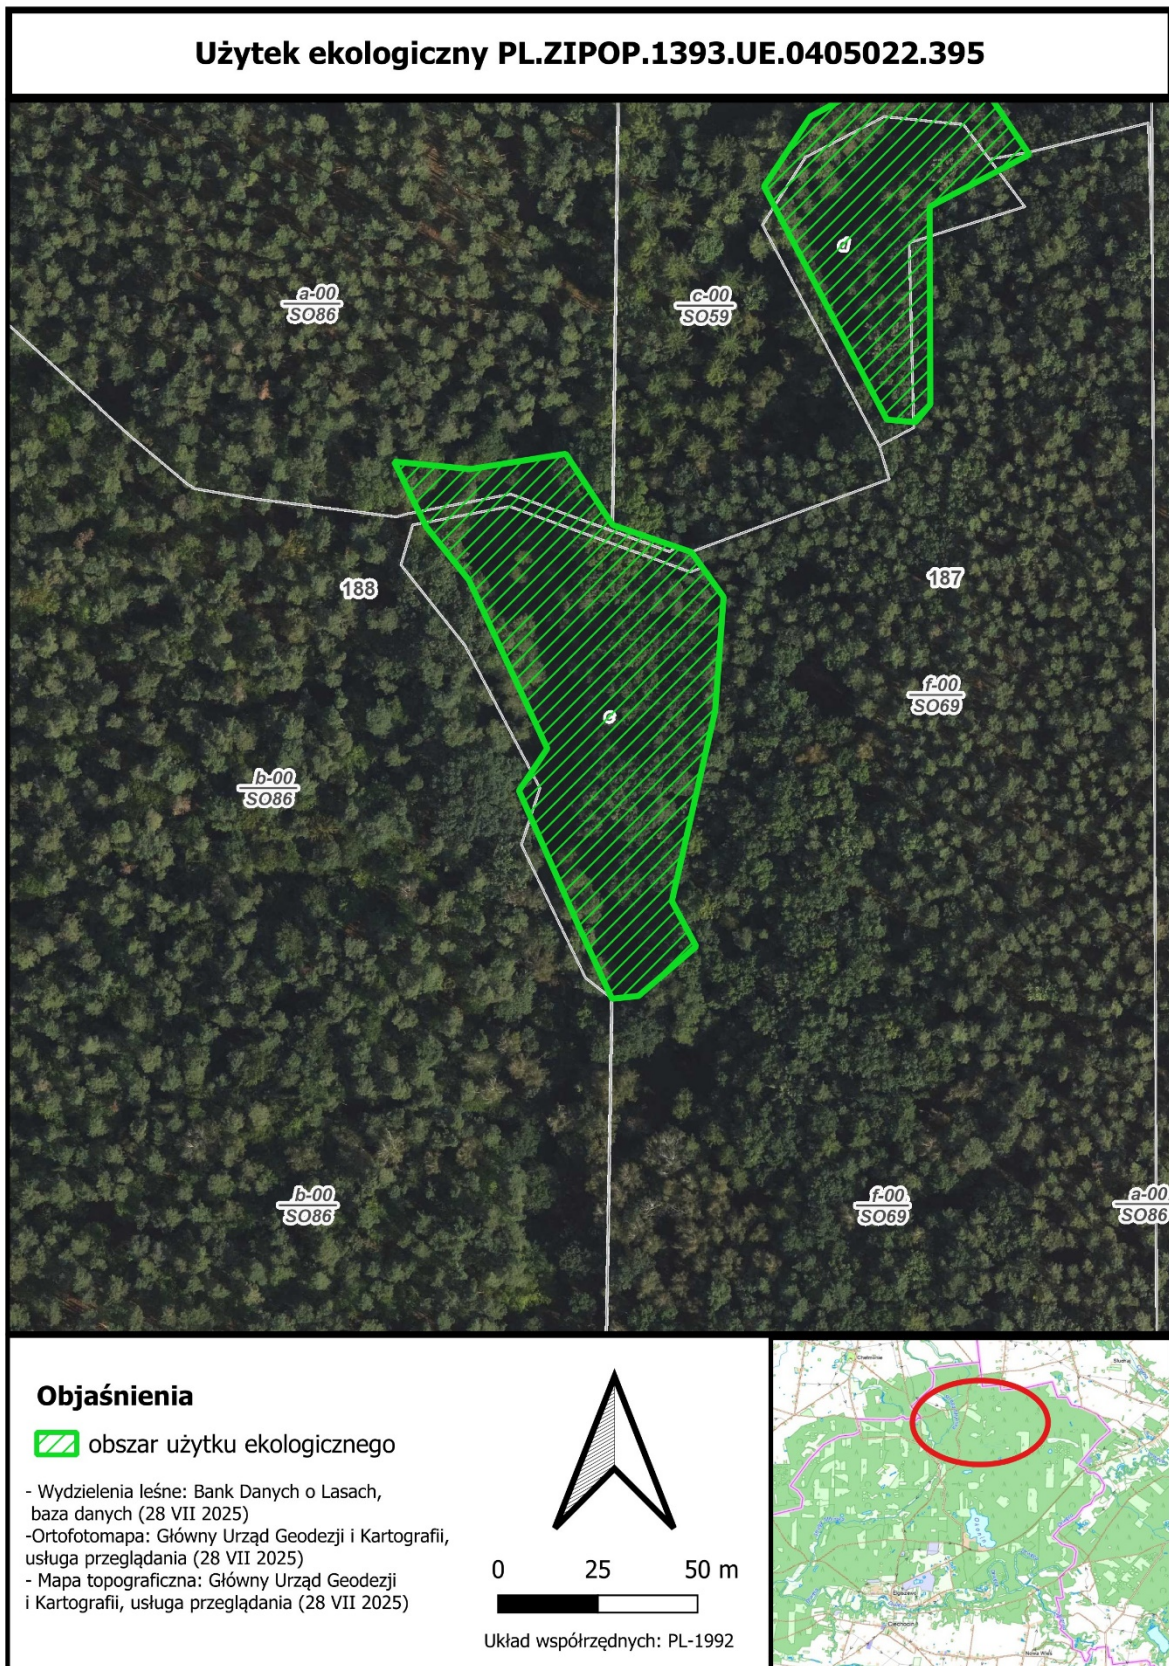 Użytek ekologiczny PL.ZIPOP.1393.UE.0405022.395
d
a-00
SO86
c-00
SO59
188
187
f-00
SO69
c
b-00
SO86
b-00
SO86
f-00
SO69
a-00
SO86
Objaśnienia
obszar użytku ekologicznego
- Wydzielenia leśne: Bank Danych o Lasach,
baza danych (28 VII 2025)
-Ortofotomapa: Główny Urząd Geodezji i Kartografii,
usługa przeglądania (28 VII 2025)
- Mapa topograficzna: Główny Urząd Geodezji
i Kartografii, usługa przeglądania (28 VII 2025)
0 25 50 m
Układ współrzędnych: PL-1992